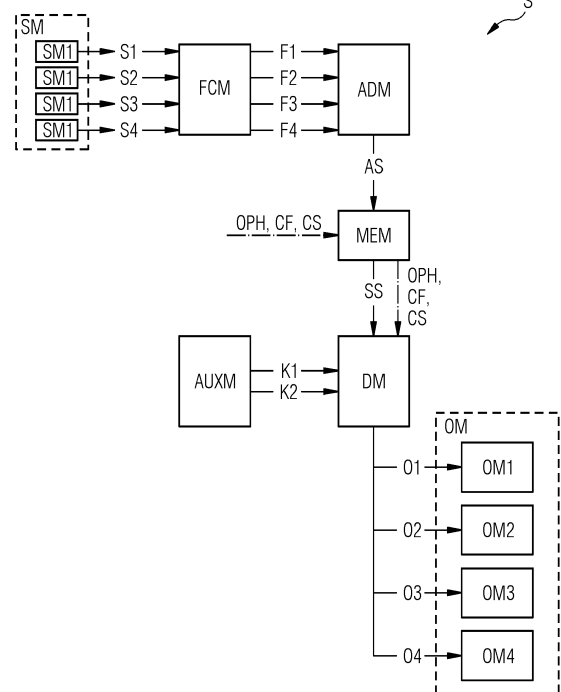 S
SM
SM1 S1 FCM F1 ADM
SM1 S2 F2
SM1 S3 F3
SM1 S4 F4
AS
OPH, CF, CS MEM
SS OPH,
CF,
CS
AUXM K1 DM
K2
OM
O1 OM1
O2 OM2
O3 OM3
O4 OM4